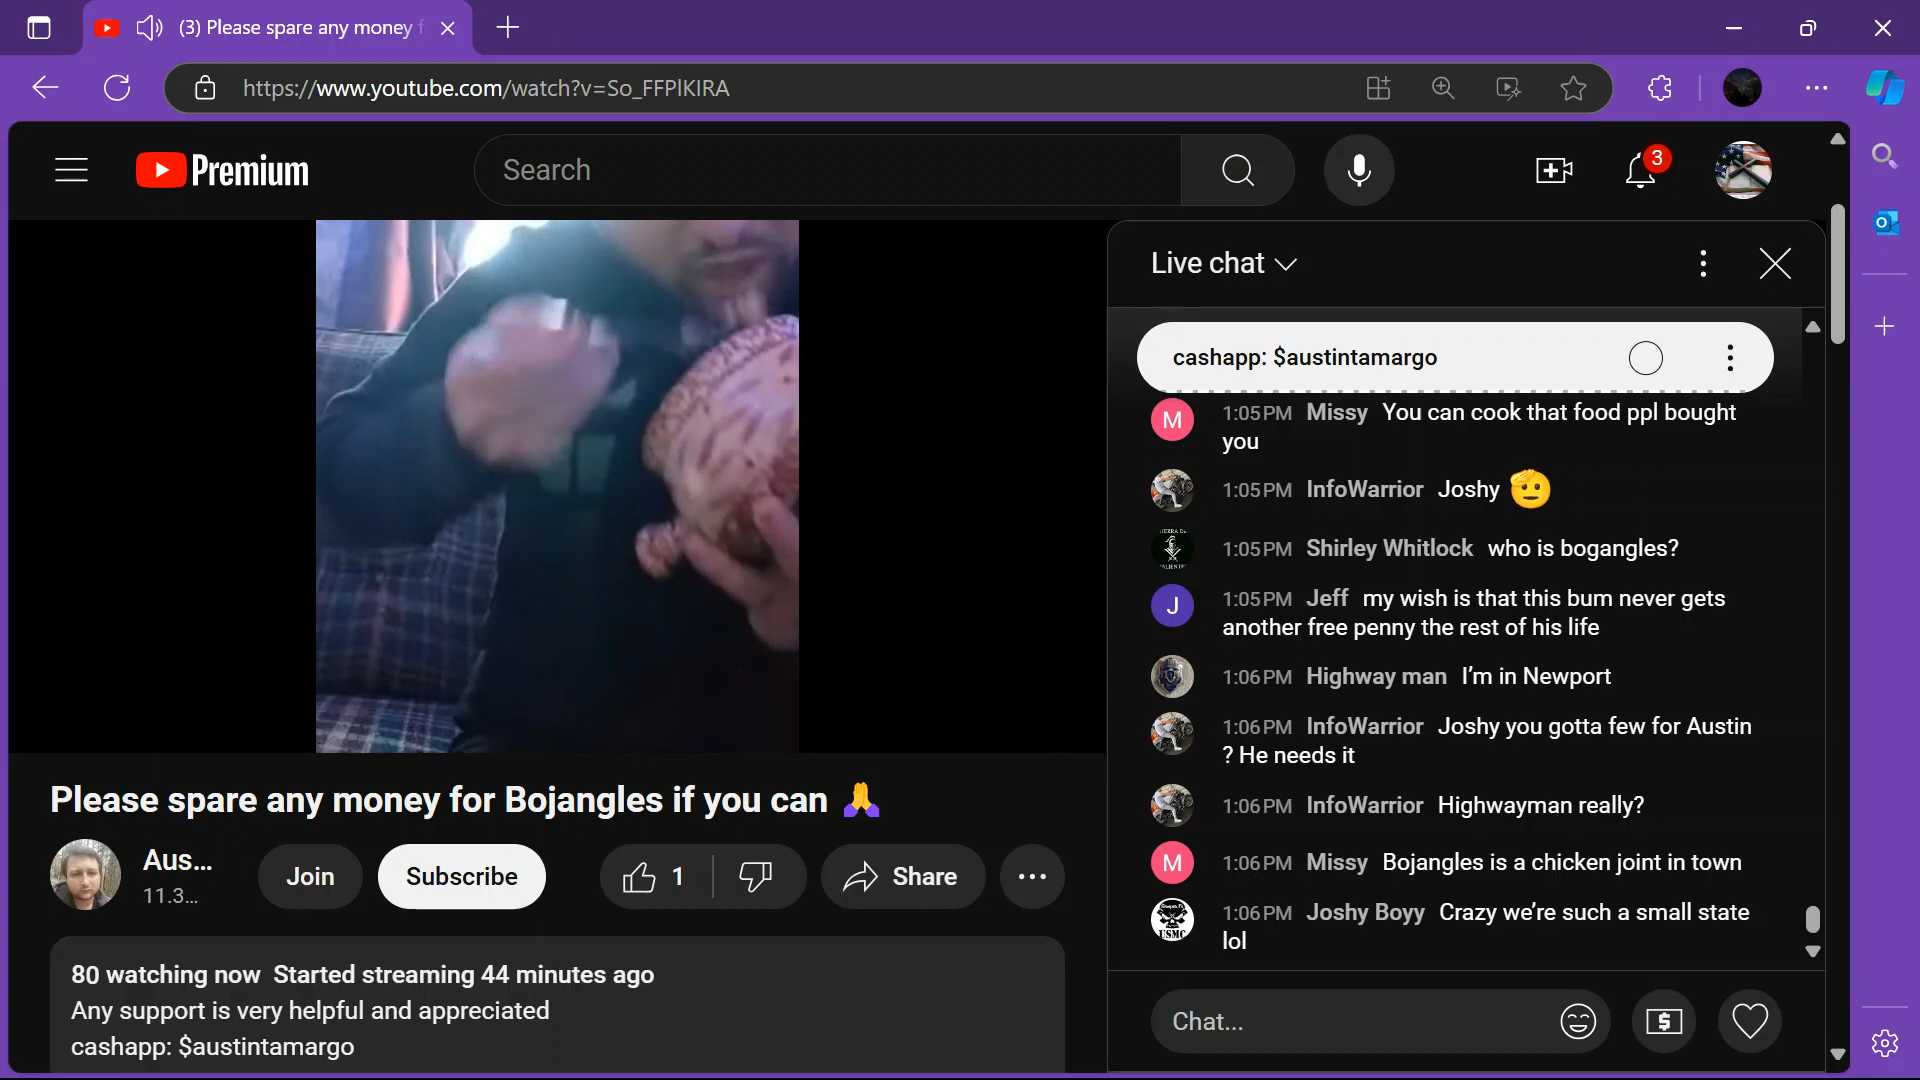 (3) Please spare any money f
https://www.youtube.com/watch?v=So_FFPlKIRA
Premium
Search
3
Live chat
cashapp: $austintamargo
M 1:05 PM Missy You can cook that food ppl bought
you
1:05 PM InfoWarrior Joshy 🫡
1:05 PM Shirley Whitlock who is bogangles?
J 1:05 PM Jeff my wish is that this bum never gets
another free penny the rest of his life
1:06 PM Highway man I’m in Newport
1:06 PM InfoWarrior Joshy you gotta few for Austin
? He needs it
1:06 PM InfoWarrior Highwayman really?
M 1:06 PM Missy Bojangles is a chicken joint in town
USMC
1:06 PM Joshy Boyy Crazy we’re such a small state
lol
Chat...
Please spare any money for Bojangles if you can 🙏
Aus...
11.3...
Join
Subscribe
1
Share
80 watching now Started streaming 44 minutes ago
Any support is very helpful and appreciated
cashapp: $austintamargo